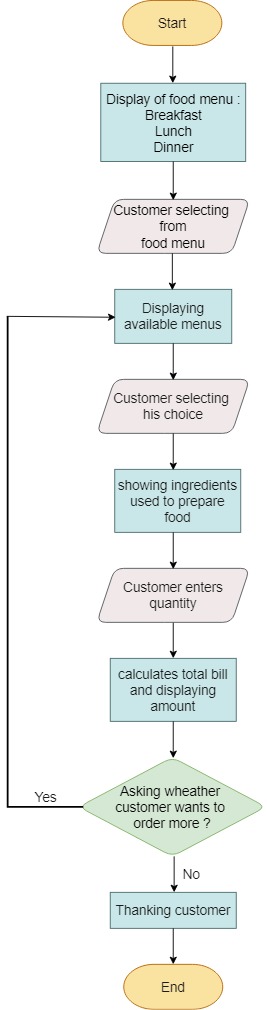 Start
Display of food menu :
Breakfast
Lunch
Dinner
Customer selecting
from
food menu
Displaying
available menus
Customer selecting
his choice
showing ingredients
used to prepare
food
Customer enters
quantity
calculates total bill
and displaying
amount
Asking wheather
customer wants to
order more ?
Yes
No
Thanking customer
End